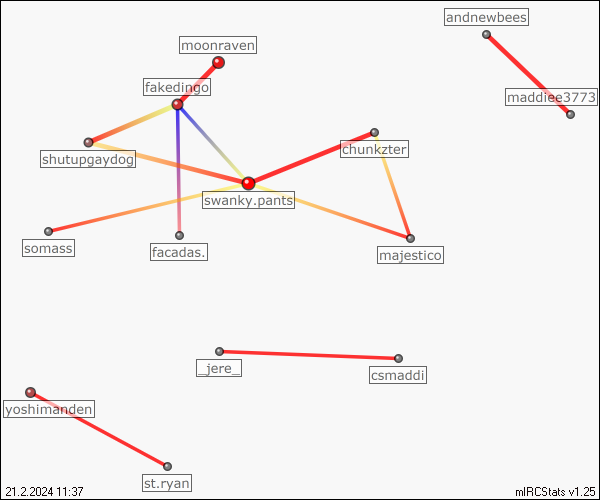 andnewbees
moonraven
fakedingo
maddiee3773
shutupgaydog
chunkzter
swanky.pants
somass
facadas.
majestico
_jere_
csmaddi
yoshimanden
st.ryan
21.2.2024 11:37
mIRCStats v1.25